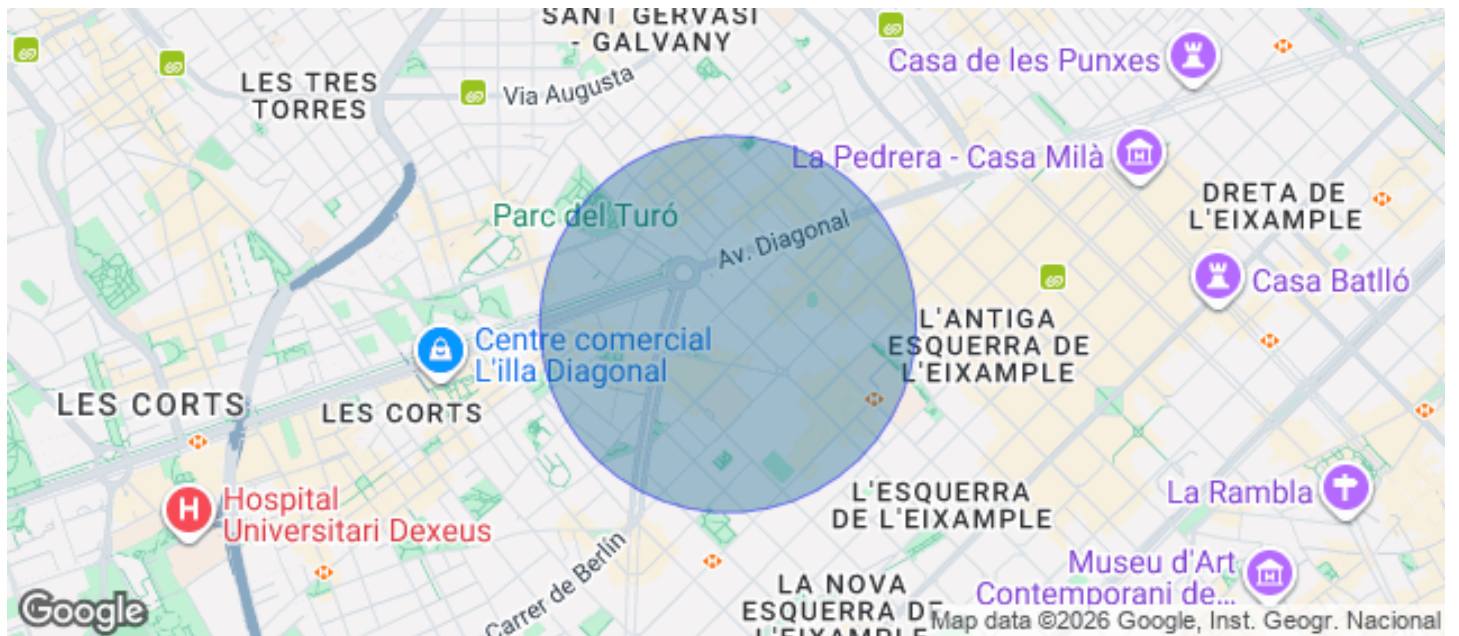 SANT GERVASI
- GALVANY
Casa de les Punxes
LES TRES
TORRES
Via Augusta
La Pedrera - Casa Milà
DRETA DE
L'EIXAMPLE
Parc del Turó
Av. Diagonal
Casa Batlló
L'ANTIGA
ESQUERRA DE
L'EIXAMPLE
Centre comercial
L'illa Diagonal
LES CORTS
LES CORTS
L'ESQUERRA
DE L'EIXAMPLE
La Rambla
H
Hospital
Universitari Dexeus
Carrer de Berlín
Museu d'Art
Contemporani de...
LA NOVA
ESQUERRA DE
L'EIXAMPLE
Google
Map data ©2026 Google, Inst. Geogr. Nacional